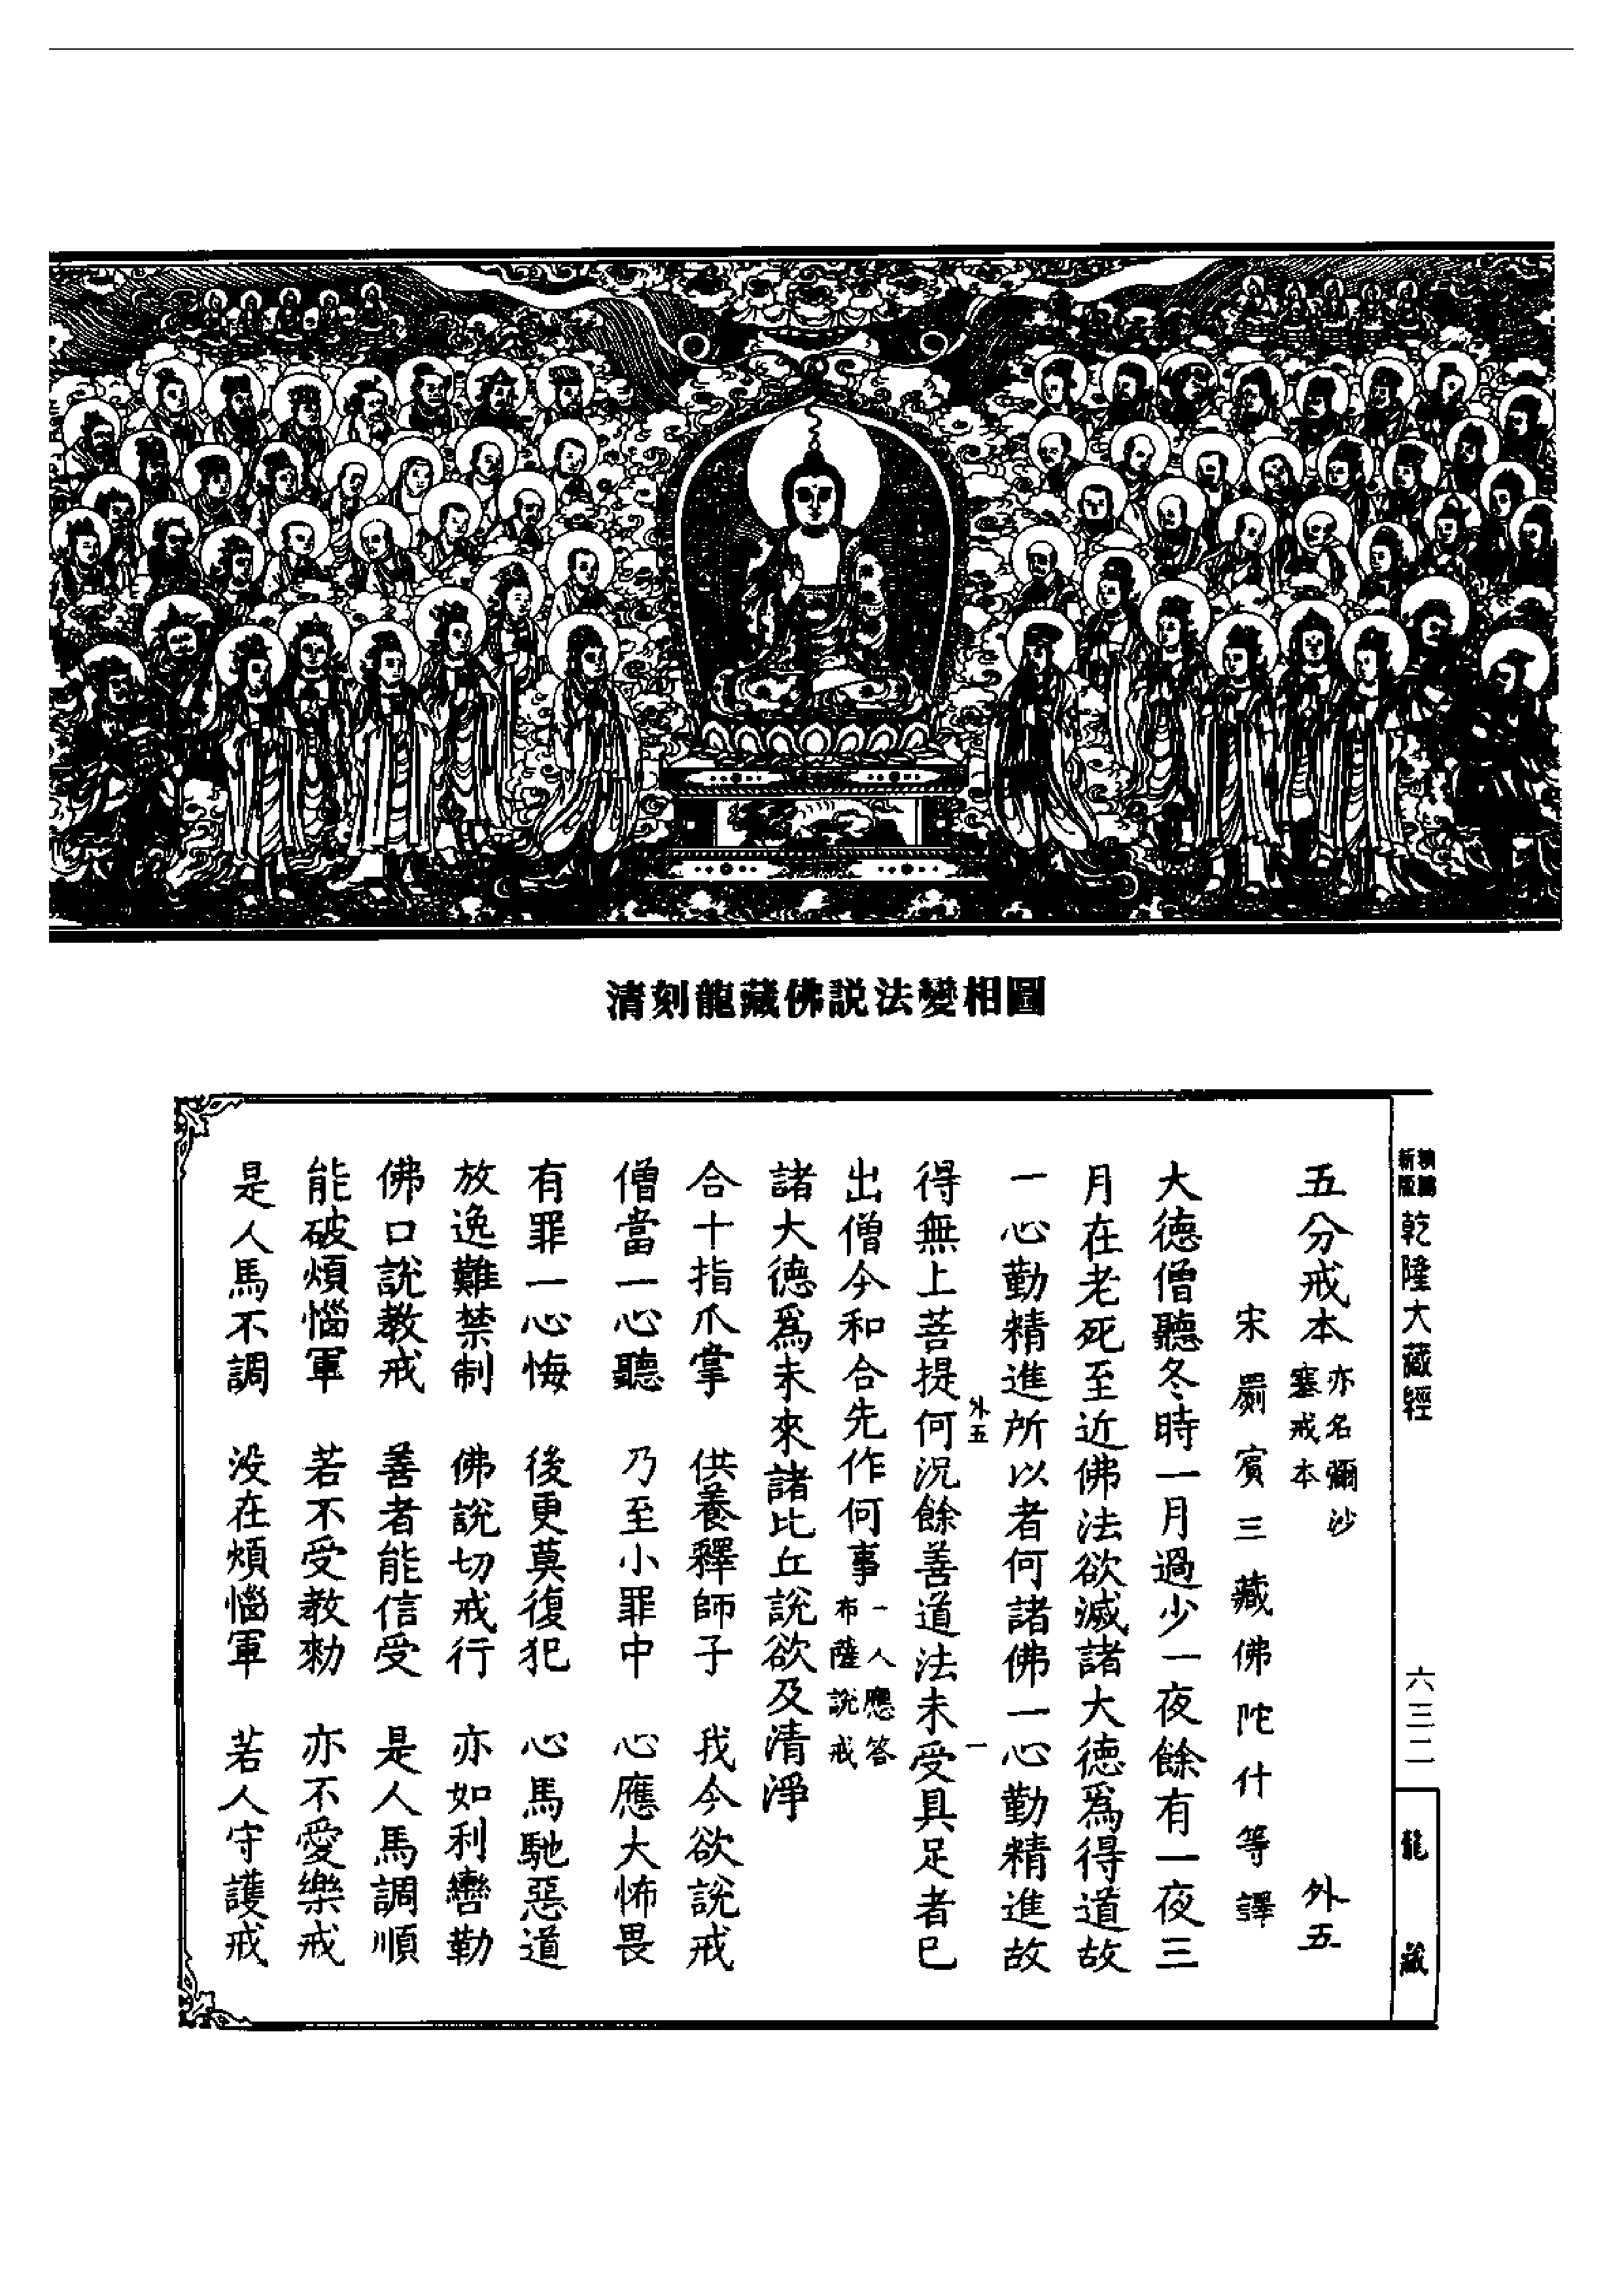 清刻龍藏佛説法變相圖
新版
乾隆大藏經
六三二
龍藏
五分戒本
亦名彌沙
塞戒本
外五
宋罽賓三藏佛陀什等譯
大德僧聽冬時一月過少一夜餘有一夜三
月在老死至近佛法欲滅諸大德爲得道故
一心勤精進所以者何諸佛一心勤精進故
外五
一
得無上菩提何況餘善道法未受具足者已
出僧今和合先作何事
一人應答
布薩說戒
諸大德爲未來諸比丘說欲及清淨
合十指爪掌 供養釋師子 我今欲說戒
僧當一心聽 乃至小罪中 心應大怖畏
有罪一心悔 後更莫復犯 心馬馳惡道
放逸難禁制 佛說切戒行 亦如利轡勒
佛口說教戒 善者能信受 是人馬調順
能破煩惱軍 若不受教勑 亦不愛樂戒
是人馬不調 没在煩惱軍 若人守護戒